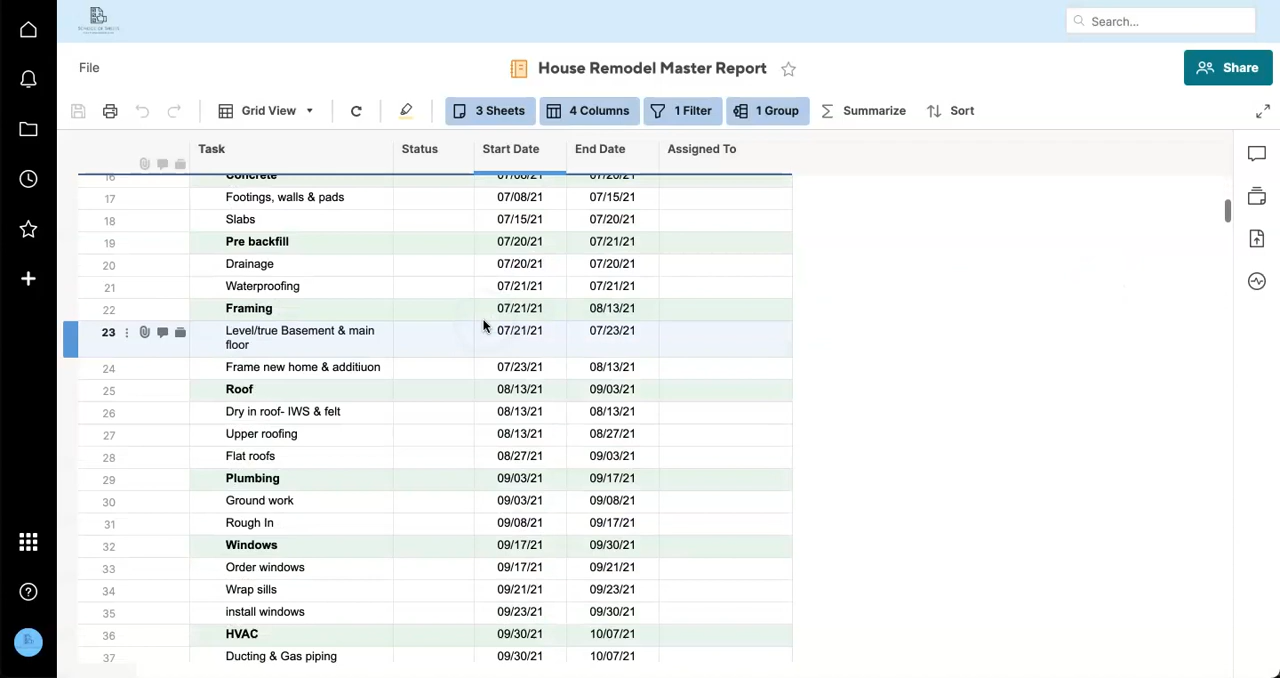 Search...
File
House Remodel Master Report
Share
Grid View
3 Sheets
4 Columns
1 Filter
1 Group
Summarize
Sort
Task Status Start Date End Date Assigned To
16 Concrete 07/08/21 07/20/21
17 Footings, walls & pads 07/08/21 07/15/21
18 Slabs 07/15/21 07/20/21
19 Pre backfill 07/20/21 07/21/21
20 Drainage 07/20/21 07/20/21
21 Waterproofing 07/21/21 07/21/21
22 Framing 07/21/21 08/13/21
23 Level/true Basement & main 07/21/21 07/23/21
floor
24 Frame new home & additiuon 07/23/21 08/13/21
25 Roof 08/13/21 09/03/21
26 Dry in roof- IWS & felt 08/13/21 08/13/21
27 Upper roofing 08/13/21 08/27/21
28 Flat roofs 08/27/21 09/03/21
29 Plumbing 09/03/21 09/17/21
30 Ground work 09/03/21 09/08/21
31 Rough In 09/08/21 09/17/21
32 Windows 09/17/21 09/30/21
33 Order windows 09/17/21 09/21/21
34 Wrap sills 09/21/21 09/23/21
35 install windows 09/23/21 09/30/21
36 HVAC 09/30/21 10/07/21
37 Ducting & Gas piping 09/30/21 10/07/21